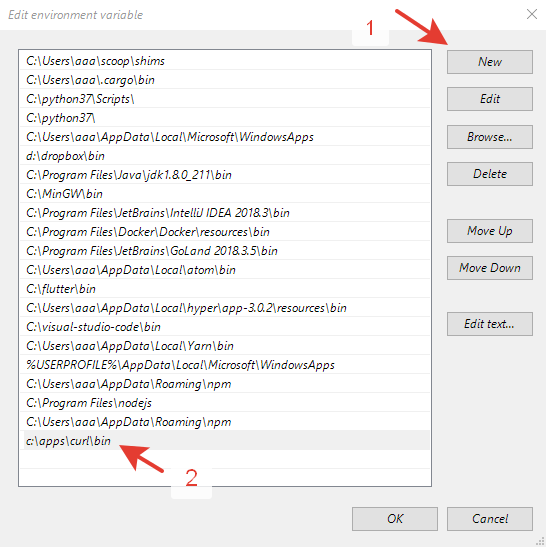 Edit environment variable
1
C:\Users\aaa\scoop\shims
New
C:\Users\aaa\.cargo\bin
C:\python37\Scripts\
Edit
C:\python37\
C:\Users\aaa\AppData\Local\Microsoft\WindowsApps
Browse...
d:\dropbox\bin
C:\Program Files\Java\jdk1.8.0_211\bin
Delete
C:\MinGW\bin
C:\Program Files\JetBrains\IntelliJ IDEA 2018.3\bin
C:\Program Files\Docker\Docker\resources\bin
Move Up
C:\Program Files\JetBrains\GoLand 2018.3.5\bin
C:\Users\aaa\AppData\Local\atom\bin
Move Down
C:\flutter\bin
C:\Users\aaa\AppData\Local\hyper\app-3.0.2\resources\bin
C:\visual-studio-code\bin
Edit text...
C:\Users\aaa\AppData\Local\Yarn\bin
%USERPROFILE%\AppData\Local\Microsoft\WindowsApps
C:\Users\aaa\AppData\Roaming\npm
C:\Program Files\nodejs
C:\Users\aaa\AppData\Roaming\npm
c:\apps\curl\bin
2
OK
Cancel